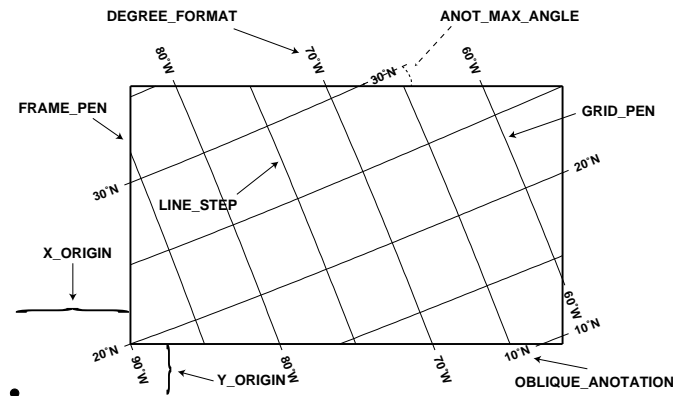 DEGREE_FORMAT
ANOT_MAX_ANGLE
80°W
70°W
30°N
60°W
FRAME_PEN
GRID_PEN
20°N
30°N
LINE_STEP
X_ORIGIN
60°W
10°N
20°N
90°W
80°W
70°W
10°N
Y_ORIGIN
OBLIQUE_ANOTATION